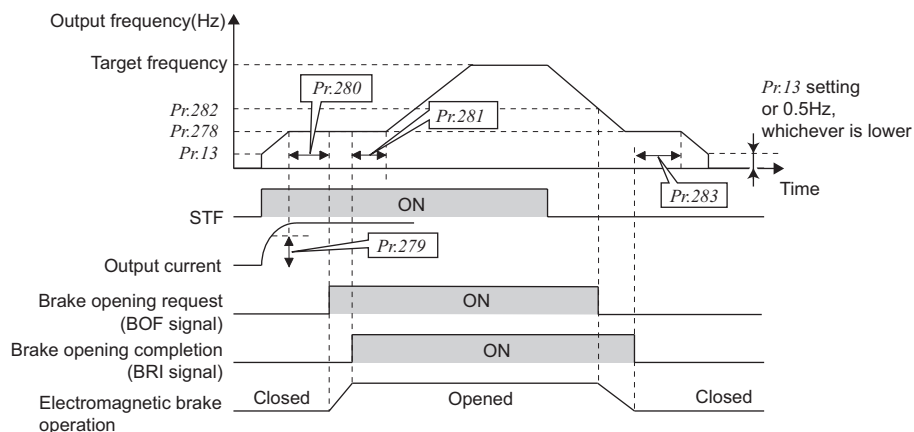 Output frequency(Hz)
Target frequency
Pr.280
Pr.13 setting
or 0.5Hz,
whichever is lower
Pr.282
Pr.281
Pr.278
Pr.13
Time
Pr.283
STF
ON
Pr.279
Output current
Brake opening request
(BOF signal)
ON
Brake opening completion
(BRI signal)
ON
Electromagnetic brake
operation
Closed
Opened
Closed